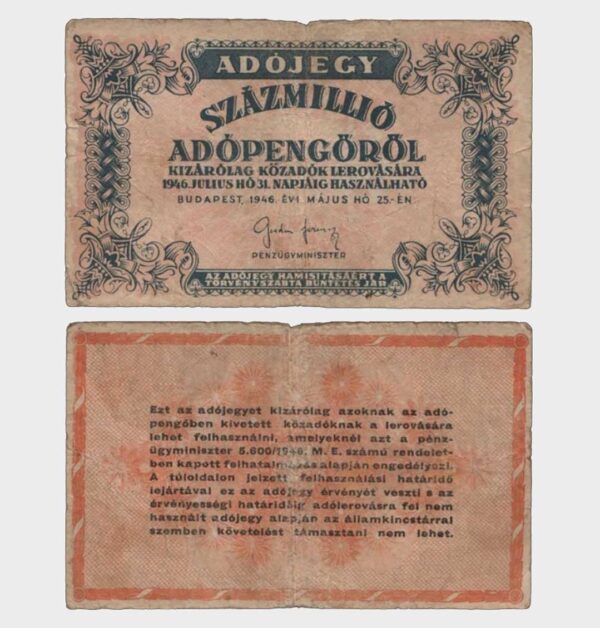 ADÓJEGY
SZÁZMILLIÓ
ADÓPENGŐRŐL
KIZÁRÓLAG KÖZADÓK LEROVÁSÁRA
1946. JULIUS HÓ 31. NAPJÁIG HASZNÁLHATÓ
BUDAPEST, 1946. ÉVI MÁJUS HÓ 25.-ÉN
PÉNZÜGYMINISZTER
AZ ADÓJEGY HAMISITÁSÁÉRT A
TÖRVÉNYSZABTA BÜNTETÉS JÁR
Ezt az adójegyet kizárólag azoknak az adó-
pengőben kivetett közadóknak a lerovására
lehet felhasználni, amelyeknél azt a pénz-
ügyminiszter 5.600/1946. M. E. számú rendelet-
ben kapott felhatalmazás alapján engedélyezi.
A túloldalon jelzett felhasználási határidő
lejártával ez az adójegy érvényét veszti s az
érvényességi határidőig adólerovásra fel nem
használt adójegy alapján az államkincstárral
szemben követelést támasztani nem lehet.